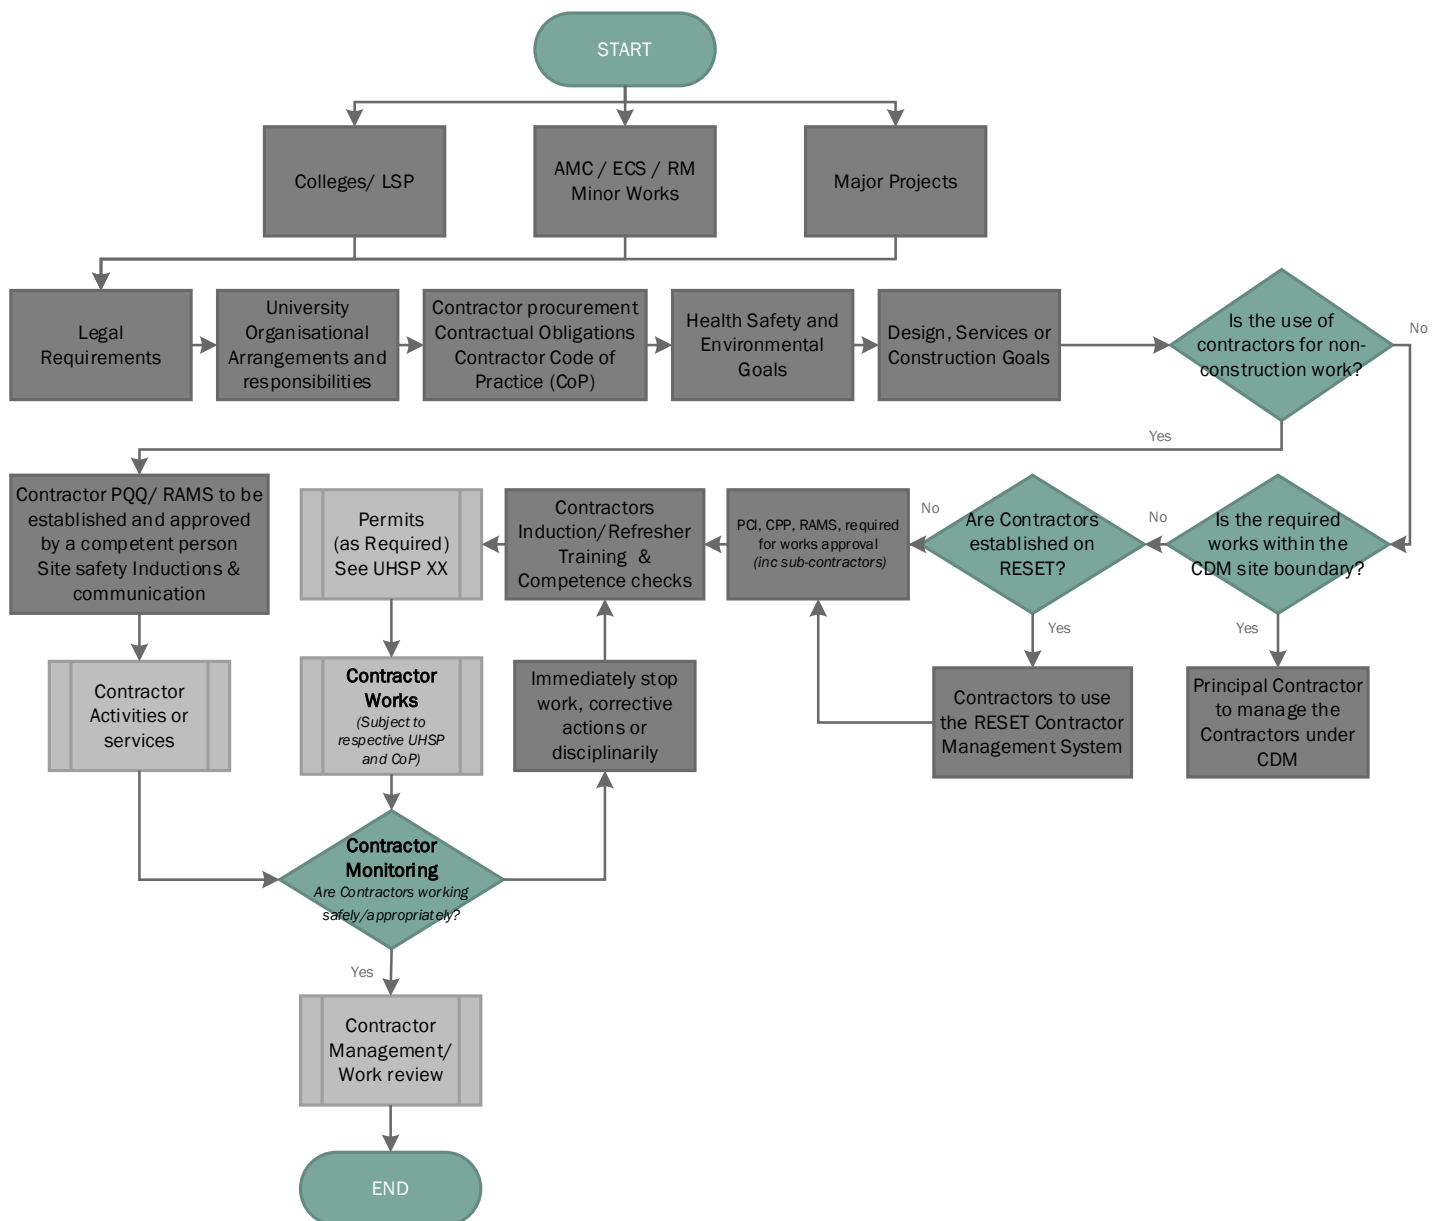 START
Colleges/ LSP
AMC / ECS / RM
Minor Works
Major Projects
Legal
Requirements
University
Organisational
Arrangements and
responsibilities
Contractor procurement
Contractual Obligations
Contractor Code of
Practice (CoP)
Health Safety and
Environmental
Goals
Design, Services or
Construction Goals
Is the use of
contractors for non-
construction work?
No
Yes
Contractor PQQ/ RAMS to be
established and approved
by a competent person
Site safety Inductions &
communication
Permits
(as Required)
See UHSP XX
Contractors
Induction/Refresher
Training &
Competence checks
PCI, CPP, RAMS, required
for works approval
(inc sub-contractors)
No
Are Contractors
established on
RESET?
No
Is the required
works within the
CDM site boundary?
Yes
Yes
Contractor
Activities or
services
Contractor
Works
(Subject to
respective UHSP
and CoP)
Immediately stop
work, corrective
actions or
disciplinarily
Contractors to use
the RESET Contractor
Management System
Principal Contractor
to manage the
Contractors under
CDM
Contractor
Monitoring
Are Contractors working
safely/appropriately?
Yes
Contractor
Management/
Work review
END